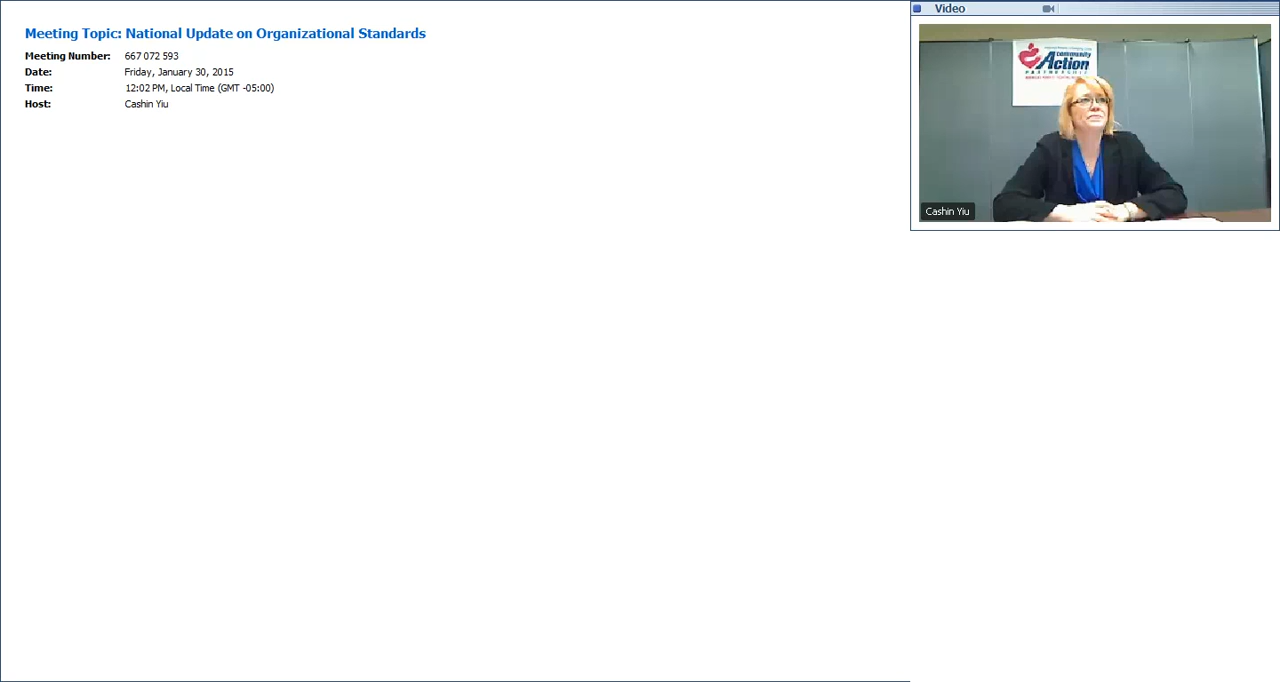 Meeting Topic: National Update on Organizational Standards
Meeting Number: 667 072 593
Date: Friday, January 30, 2015
Time: 12:02 PM, Local Time (GMT -05:00)
Host: Cashin Yiu
Video
community
Action
PARTNERSHIP
Cashin Yiu